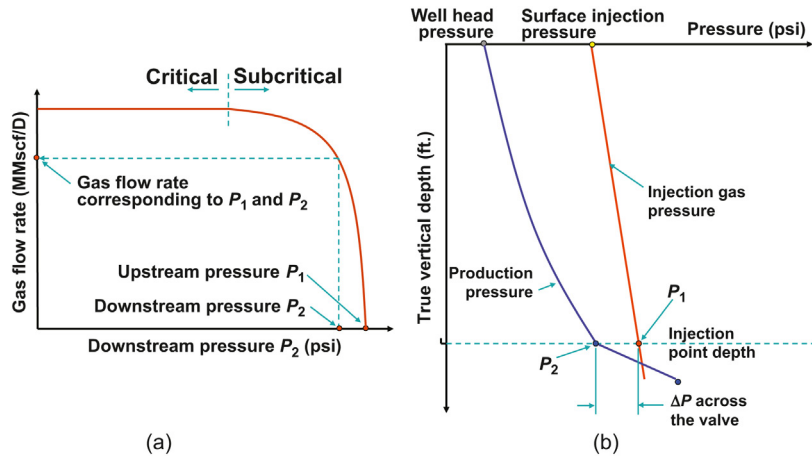 Critical Subcritical
Gas flow rate (MMscf/D)
Gas flow rate
corresponding to P1 and P2
Upstream pressure P1
Downstream pressure P2
Downstream pressure P2 (psi)
(a)
Well head
pressure
Surface injection
pressure
Pressure (psi)
True vertical depth (ft.)
Injection gas
pressure
Production
pressure
P1
Injection
point depth
P2
ΔP across
the valve
(b)